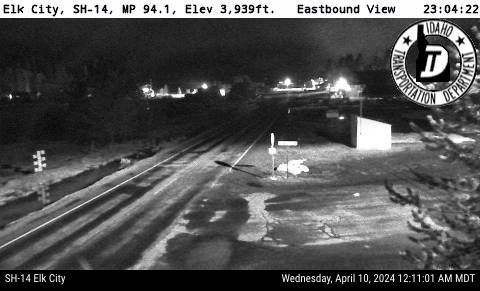 Elk City, SH-14, MP 94.1, Elev 3,939ft. Eastbound View 23:04:22
IDAHO
TRANSPORTATION DEPARTMENT
SH-14 Elk City Wednesday, April 10, 2024 12:11:01 AM MDT